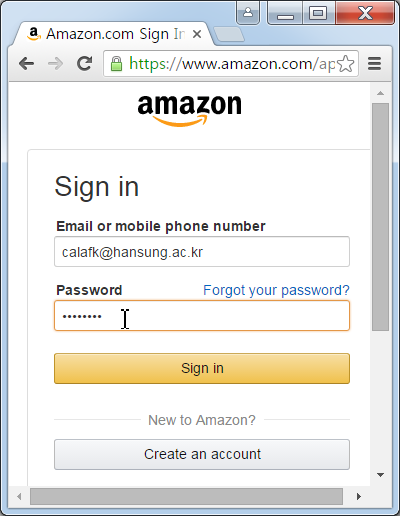 Amazon.com Sign In
https://www.amazon.com/ap
amazon
Sign in
Email or mobile phone number
calafk@hansung.ac.kr
Password Forgot your password?
••••••••
Sign in
New to Amazon?
Create an account